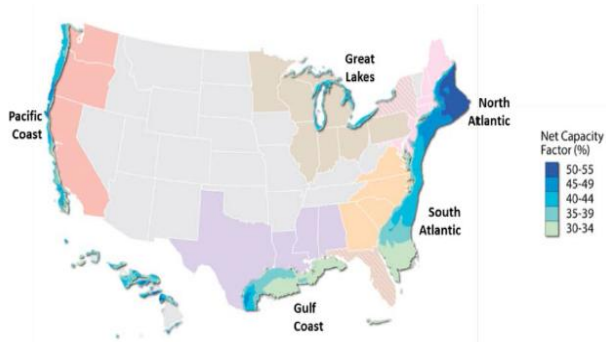 Great
Lakes
Pacific
Coast
North
Atlantic
South
Atlantic
Gulf
Coast
Net Capacity
Factor (%)
50-55
45-49
40-44
35-39
30-34